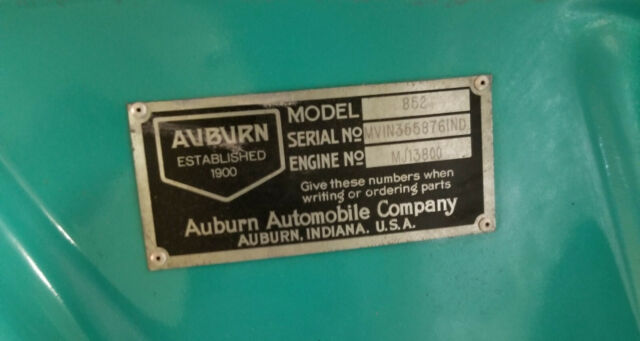 AUBURN
ESTABLISHED
1900
MODEL 852
SERIAL NO MVIN355876IND
ENGINE NO MJ13800
Give these numbers when
writing or ordering parts
Auburn Automobile Company
AUBURN, INDIANA. U.S.A.